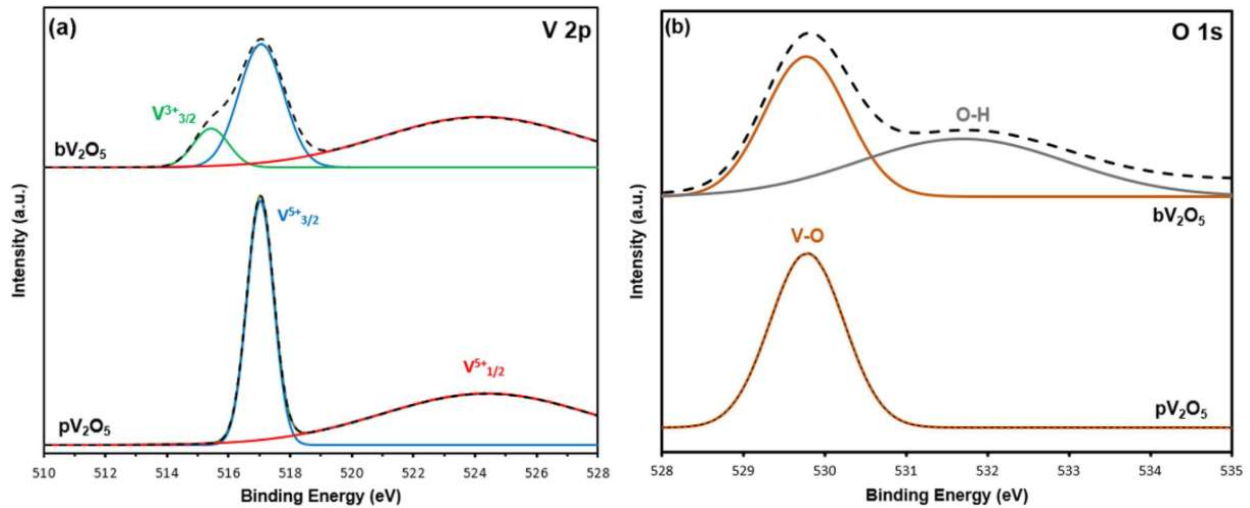 (a)
V 2p
V³⁺₃/₂
bV₂O₅
V⁵⁺₃/₂
V⁵⁺₁/₂
pV₂O₅
Intensity (a.u.)
510 512 514 516 518 520 522 524 526 528
Binding Energy (eV)
(b)
O 1s
O-H
bV₂O₅
V-O
pV₂O₅
Intensity (a.u.)
528 529 530 531 532 533 534 535
Binding Energy (eV)